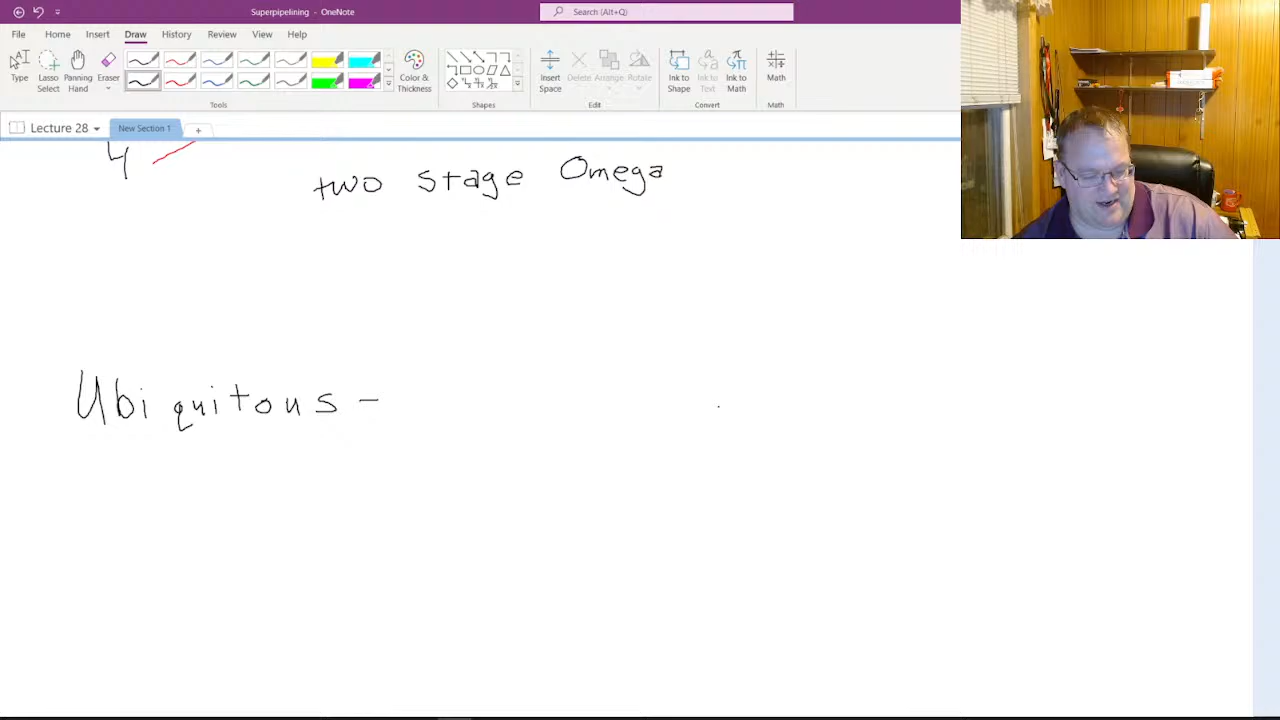 Superpipelining - OneNote
Search (Alt+Q)
File Home Insert Draw History Review View Help
Type Lasso Select Panning Hand Eraser Color & Thickness Shapes Insert Space Delete Arrange Rotate Ink to Shape Ink to Text Ink to Math Math
Tools Shapes Edit Convert Math
Lecture 28 New Section 1 +
4
two stage Omega
Ubiquitous -